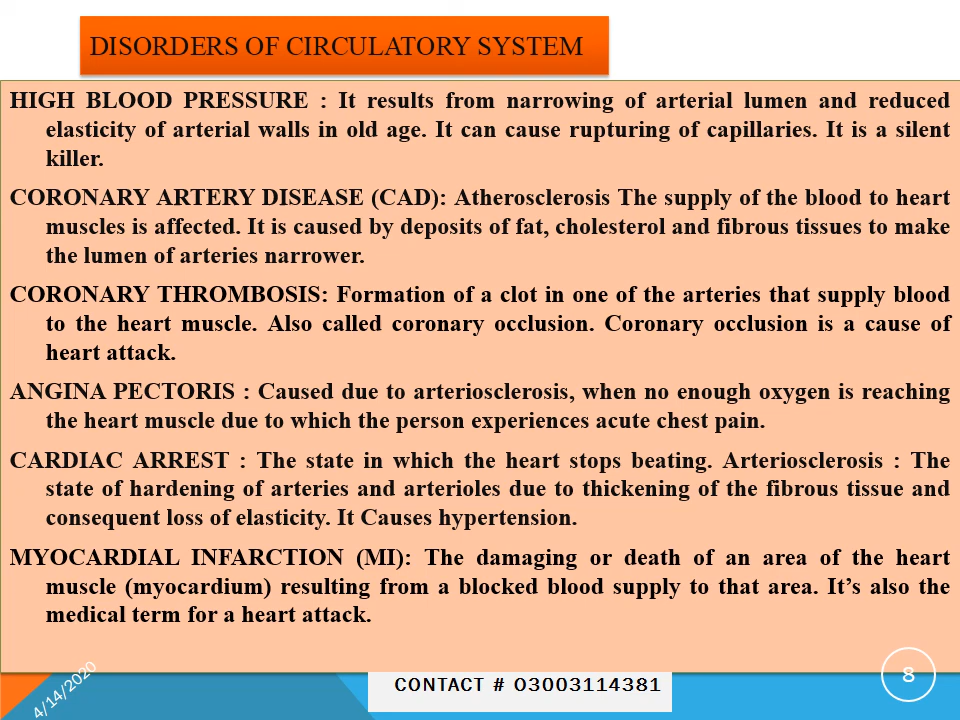 DISORDERS OF CIRCULATORY SYSTEM
HIGH BLOOD PRESSURE : It results from narrowing of arterial lumen and reduced
elasticity of arterial walls in old age. It can cause rupturing of capillaries. It is a silent
killer.
CORONARY ARTERY DISEASE (CAD): Atherosclerosis The supply of the blood to heart
muscles is affected. It is caused by deposits of fat, cholesterol and fibrous tissues to make
the lumen of arteries narrower.
CORONARY THROMBOSIS: Formation of a clot in one of the arteries that supply blood
to the heart muscle. Also called coronary occlusion. Coronary occlusion is a cause of
heart attack.
ANGINA PECTORIS : Caused due to arteriosclerosis, when no enough oxygen is reaching
the heart muscle due to which the person experiences acute chest pain.
CARDIAC ARREST : The state in which the heart stops beating. Arteriosclerosis : The
state of hardening of arteries and arterioles due to thickening of the fibrous tissue and
consequent loss of elasticity. It Causes hypertension.
MYOCARDIAL INFARCTION (MI): The damaging or death of an area of the heart
muscle (myocardium) resulting from a blocked blood supply to that area. It’s also the
medical term for a heart attack.
4/14/2020
CONTACT # 03003114381
8